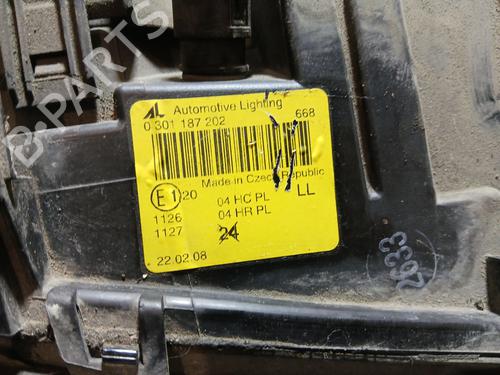 B-PARTS
AL Automotive Lighting
0 301 187 202
668
Made in Czech Republic
E1 20
04 HC PL
LL
1126
04 HR PL
1127
24
22.02.08
2633